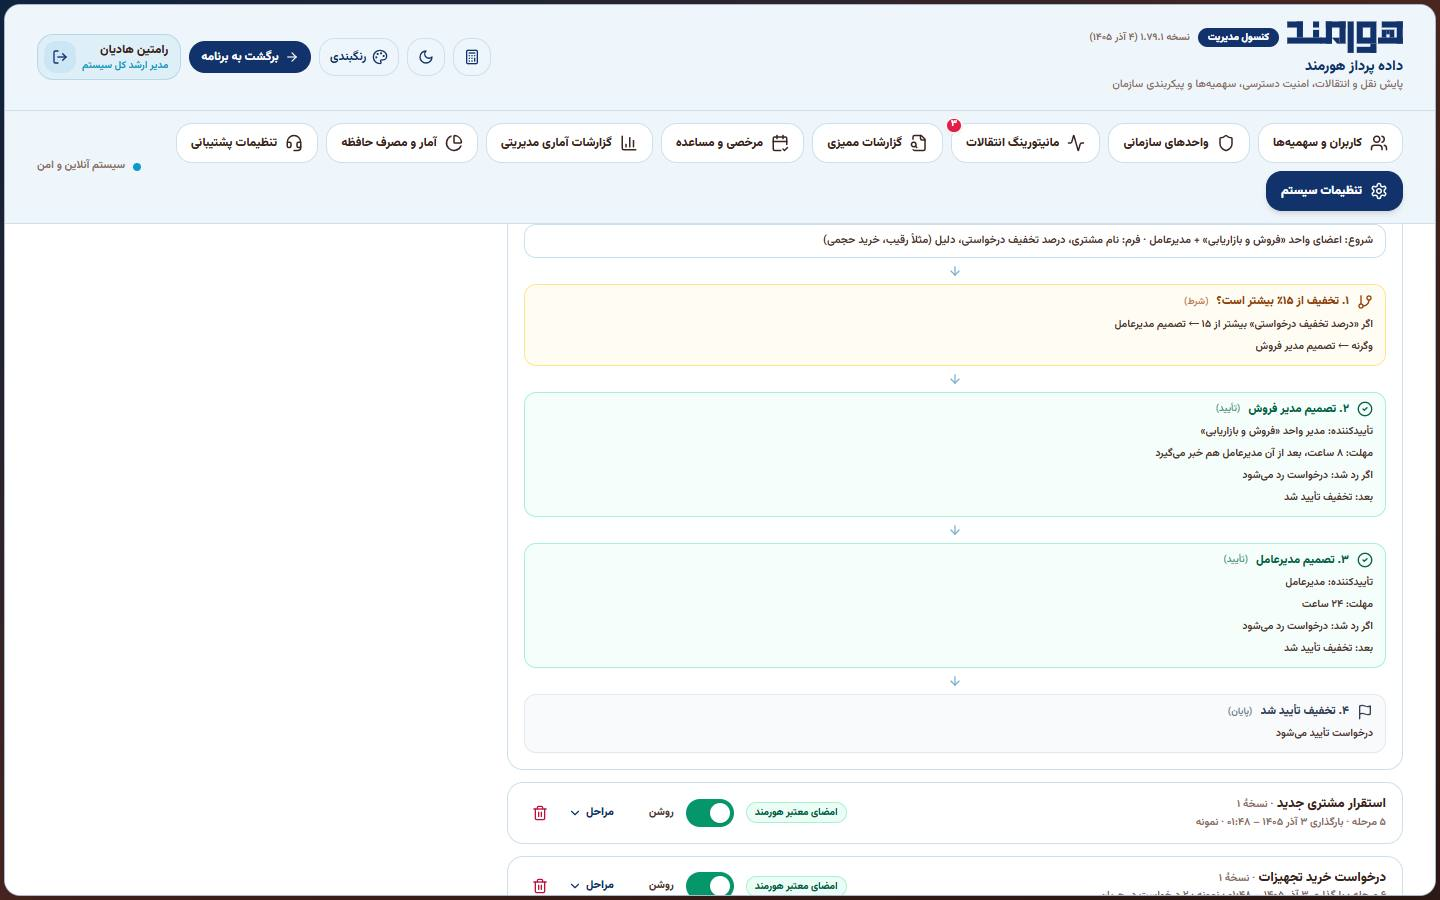 هورمند
کنسول مدیریت
نسخه ۱.۷۹.۱ (۴ آذر ۱۴۰۵)
داده پرداز هورمند
پایش نقل و انتقالات، امنیت دسترسی، سهمیه‌ها و پیکربندی سازمان
رنگبندی
برگشت به برنامه
رامتین هادیان
مدیر ارشد کل سیستم
کاربران و سهمیه‌ها
واحدهای سازمانی
مانیتورینگ انتقالات
۳
گزارشات ممیزی
مرخصی و مساعده
گزارشات آماری مدیریتی
آمار و مصرف حافظه
تنظیمات پشتیبانی
تنظیمات سیستم
سیستم آنلاین و امن
شروع: اعضای واحد «فروش و بازاریابی» + مدیرعامل · فرم: نام مشتری، درصد تخفیف درخواستی، دلیل (مثلاً رقیب، خرید حجمی)
۱. تخفیف از ۱۵٪ بیشتر است؟ (شرط)
اگر «درصد تخفیف درخواستی» بیشتر از ۱۵ ← تصمیم مدیرعامل
وگرنه ← تصمیم مدیر فروش
۲. تصمیم مدیر فروش (تأیید)
تأییدکننده: مدیر واحد «فروش و بازاریابی»
مهلت: ۸ ساعت، بعد از آن مدیرعامل هم خبر می‌گیرد
اگر رد شد: درخواست رد می‌شود
بعد: تخفیف تأیید شد
۳. تصمیم مدیرعامل (تأیید)
تأییدکننده: مدیرعامل
مهلت: ۲۴ ساعت
اگر رد شد: درخواست رد می‌شود
بعد: تخفیف تأیید شد
۴. تخفیف تأیید شد (پایان)
درخواست تأیید می‌شود
استقرار مشتری جدید · نسخهٔ ۱
۵ مرحله · بارگذاری ۳ آذر ۱۴۰۵ – ۰۱:۴۸ · نمونه
امضای معتبر هورمند
روشن
مراحل
درخواست خرید تجهیزات · نسخهٔ ۱
امضای معتبر هورمند
روشن
مراحل